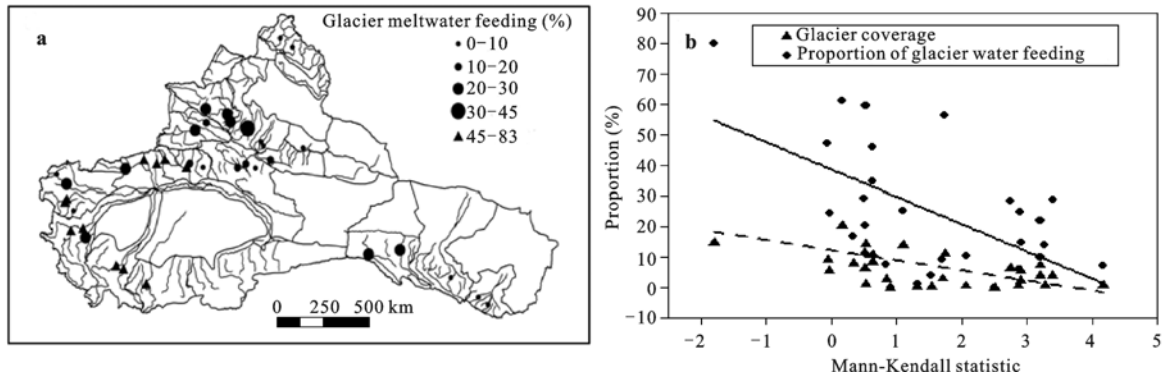 a
Glacier meltwater feeding (%)
0−10
10−20
20−30
30−45
45−83
0 250 500 km
b
Glacier coverage
Proportion of glacier water feeding
Proportion (%)
90
80
70
60
50
40
30
20
10
0
−10
−2 −1 0 1 2 3 4 5
Mann-Kendall statistic